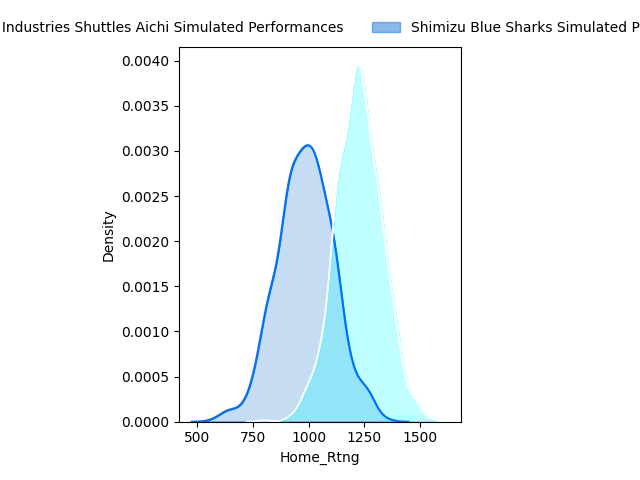 Industries Shuttles Aichi Simulated Performances
Shimizu Blue Sharks Simulated P
0.0040
0.0035
0.0030
0.0025
0.0020
0.0015
0.0010
0.0005
0.0000
Density
500 750 1000 1250 1500
Home_Rtng